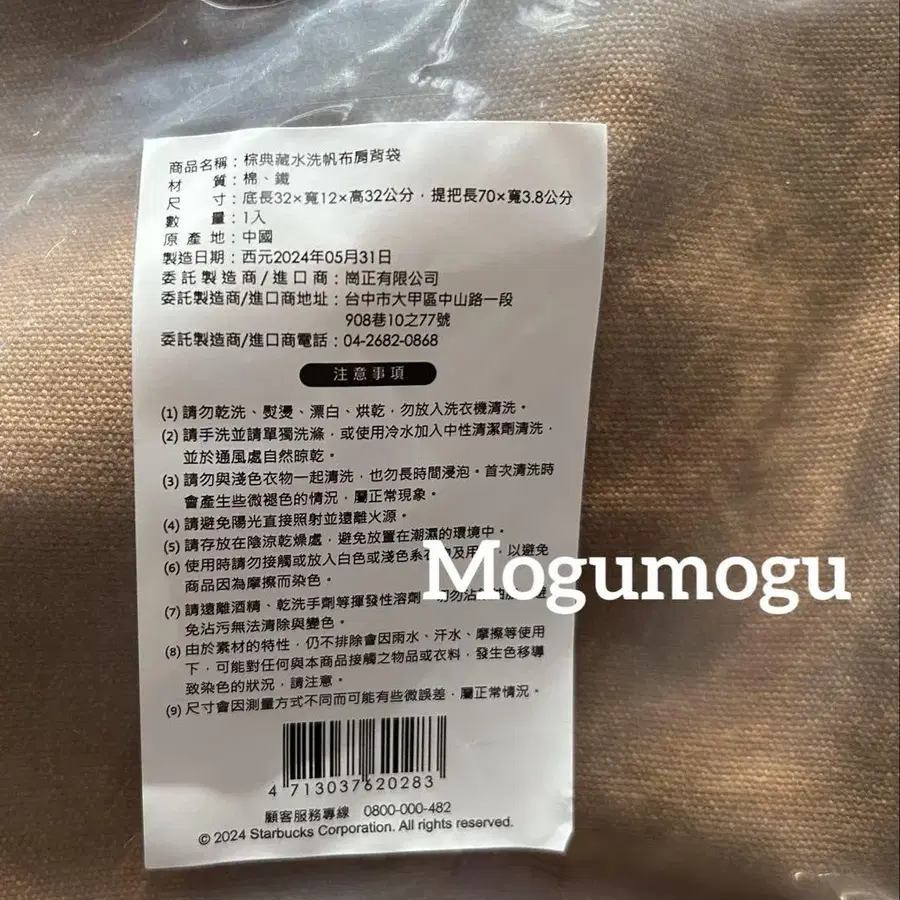 商品名稱：棕典藏水洗帆布肩背袋
材質：棉、鐵
尺寸：底長32×寬12×高32公分，提把長70×寬3.8公分
數量：1入
原產地：中國
製造日期：西元2024年05月31日
委託製造商/進口商：崗正有限公司
委託製造商/進口商地址：台中市大甲區中山路一段
908巷10之77號
委託製造商/進口商電話：04-2682-0868
注意事項
(1) 請勿乾洗、熨燙、漂白、烘乾，勿放入洗衣機清洗。
(2) 請手洗並請單獨洗滌，或使用冷水加入中性清潔劑清洗，
並於通風處自然晾乾。
(3) 請勿與淺色衣物一起清洗，也勿長時間浸泡。首次清洗時
會產生些微褪色的情況，屬正常現象。
(4) 請避免陽光直接照射並遠離火源。
(5) 請存放在陰涼乾燥處，避免放置在潮濕的環境中。
(6) 使用時請勿接觸或放入白色或淺色系衣物及用，以避免
商品因為摩擦而染色。
Mogumogu
(7) 請遠離酒精、乾洗手劑等揮發性溶劑
免沾污無法清除與變色。
(8) 由於素材的特性，仍不排除會因雨水、汗水、摩擦等使用
下，可能對任何與本商品接觸之物品或衣料，發生色移導
致染色的狀況，請注意。
(9) 尺寸會因測量方式不同而可能有些微誤差，屬正常情況。
4 713037620283
顧客服務專線 0800-000-482
© 2024 Starbucks Corporation. All rights reserved.